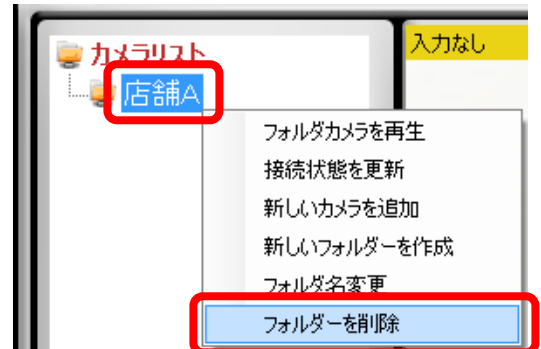 カメラリスト
入力なし
店舗A
フォルダカメラを再生
接続状態を更新
新しいカメラを追加
新しいフォルダーを作成
フォルダ名変更
フォルダーを削除